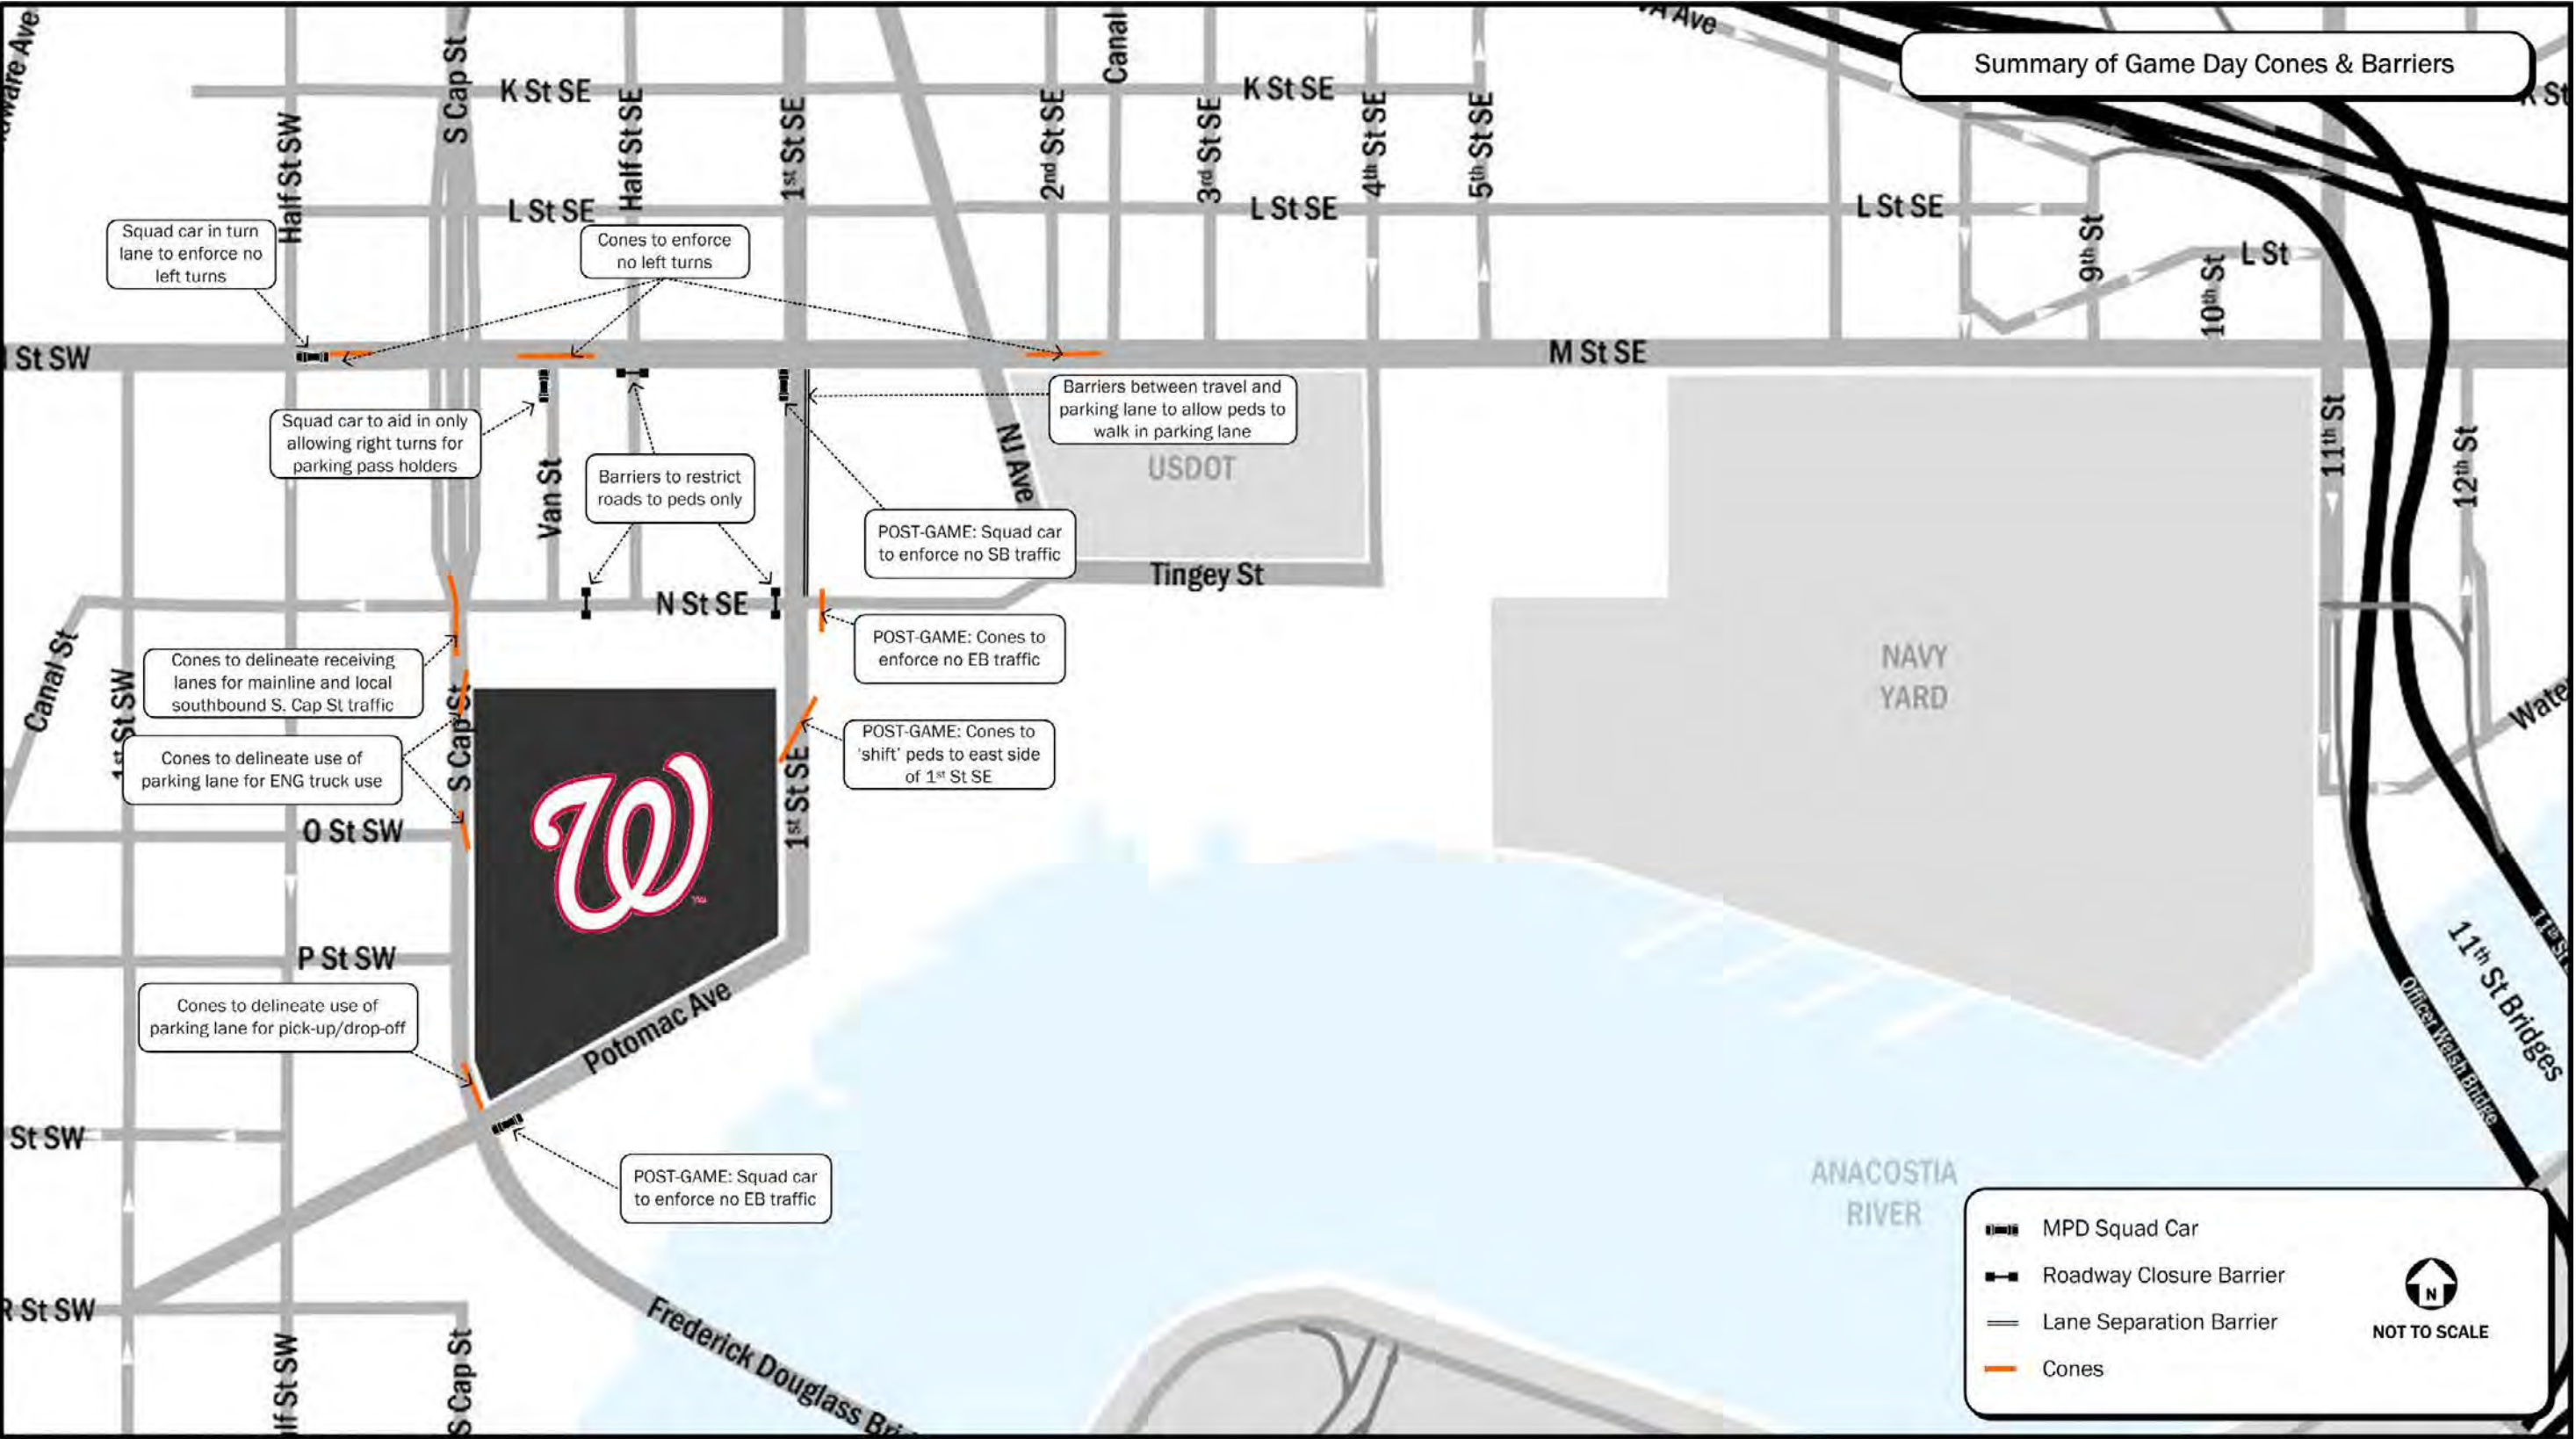 Summary of Game Day Cones & Barriers
Ave
S Cap St
Canal
K St SE
K St SE
Half St SW
Half St SE
1st St SE
2nd St SE
3rd St SE
4th St SE
5th St SE
L St SE
L St SE
L St SE
9th St
10th St
L St
Squad car in turn
lane to enforce no
left turns
Cones to enforce
no left turns
St SW
M St SE
Squad car to aid in only
allowing right turns for
parking pass holders
Barriers between travel and
parking lane to allow peds to
walk in parking lane
Van St
Barriers to restrict
roads to peds only
NJ Ave
USDOT
11th St
12th St
POST-GAME: Squad car
to enforce no SB traffic
Tingey St
N St SE
Canal St
1st St SW
POST-GAME: Cones to
enforce no EB traffic
Cones to delineate receiving
lanes for mainline and local
southbound S. Cap St traffic
S Cap St
NAVY
YARD
Cones to delineate use of
parking lane for ENG truck use
POST-GAME: Cones to
'shift' peds to east side
of 1st St SE
W
TM
1st St SE
O St SW
P St SW
Cones to delineate use of
parking lane for pick-up/drop-off
Potomac Ave
11th St
11th St Bridges
Officer Welsh Bridge
St SW
POST-GAME: Squad car
to enforce no EB traffic
ANACOSTIA
RIVER
R St SW
St SW
S Cap St
Frederick Douglass
MPD Squad Car
Roadway Closure Barrier
Lane Separation Barrier
Cones
N
NOT TO SCALE